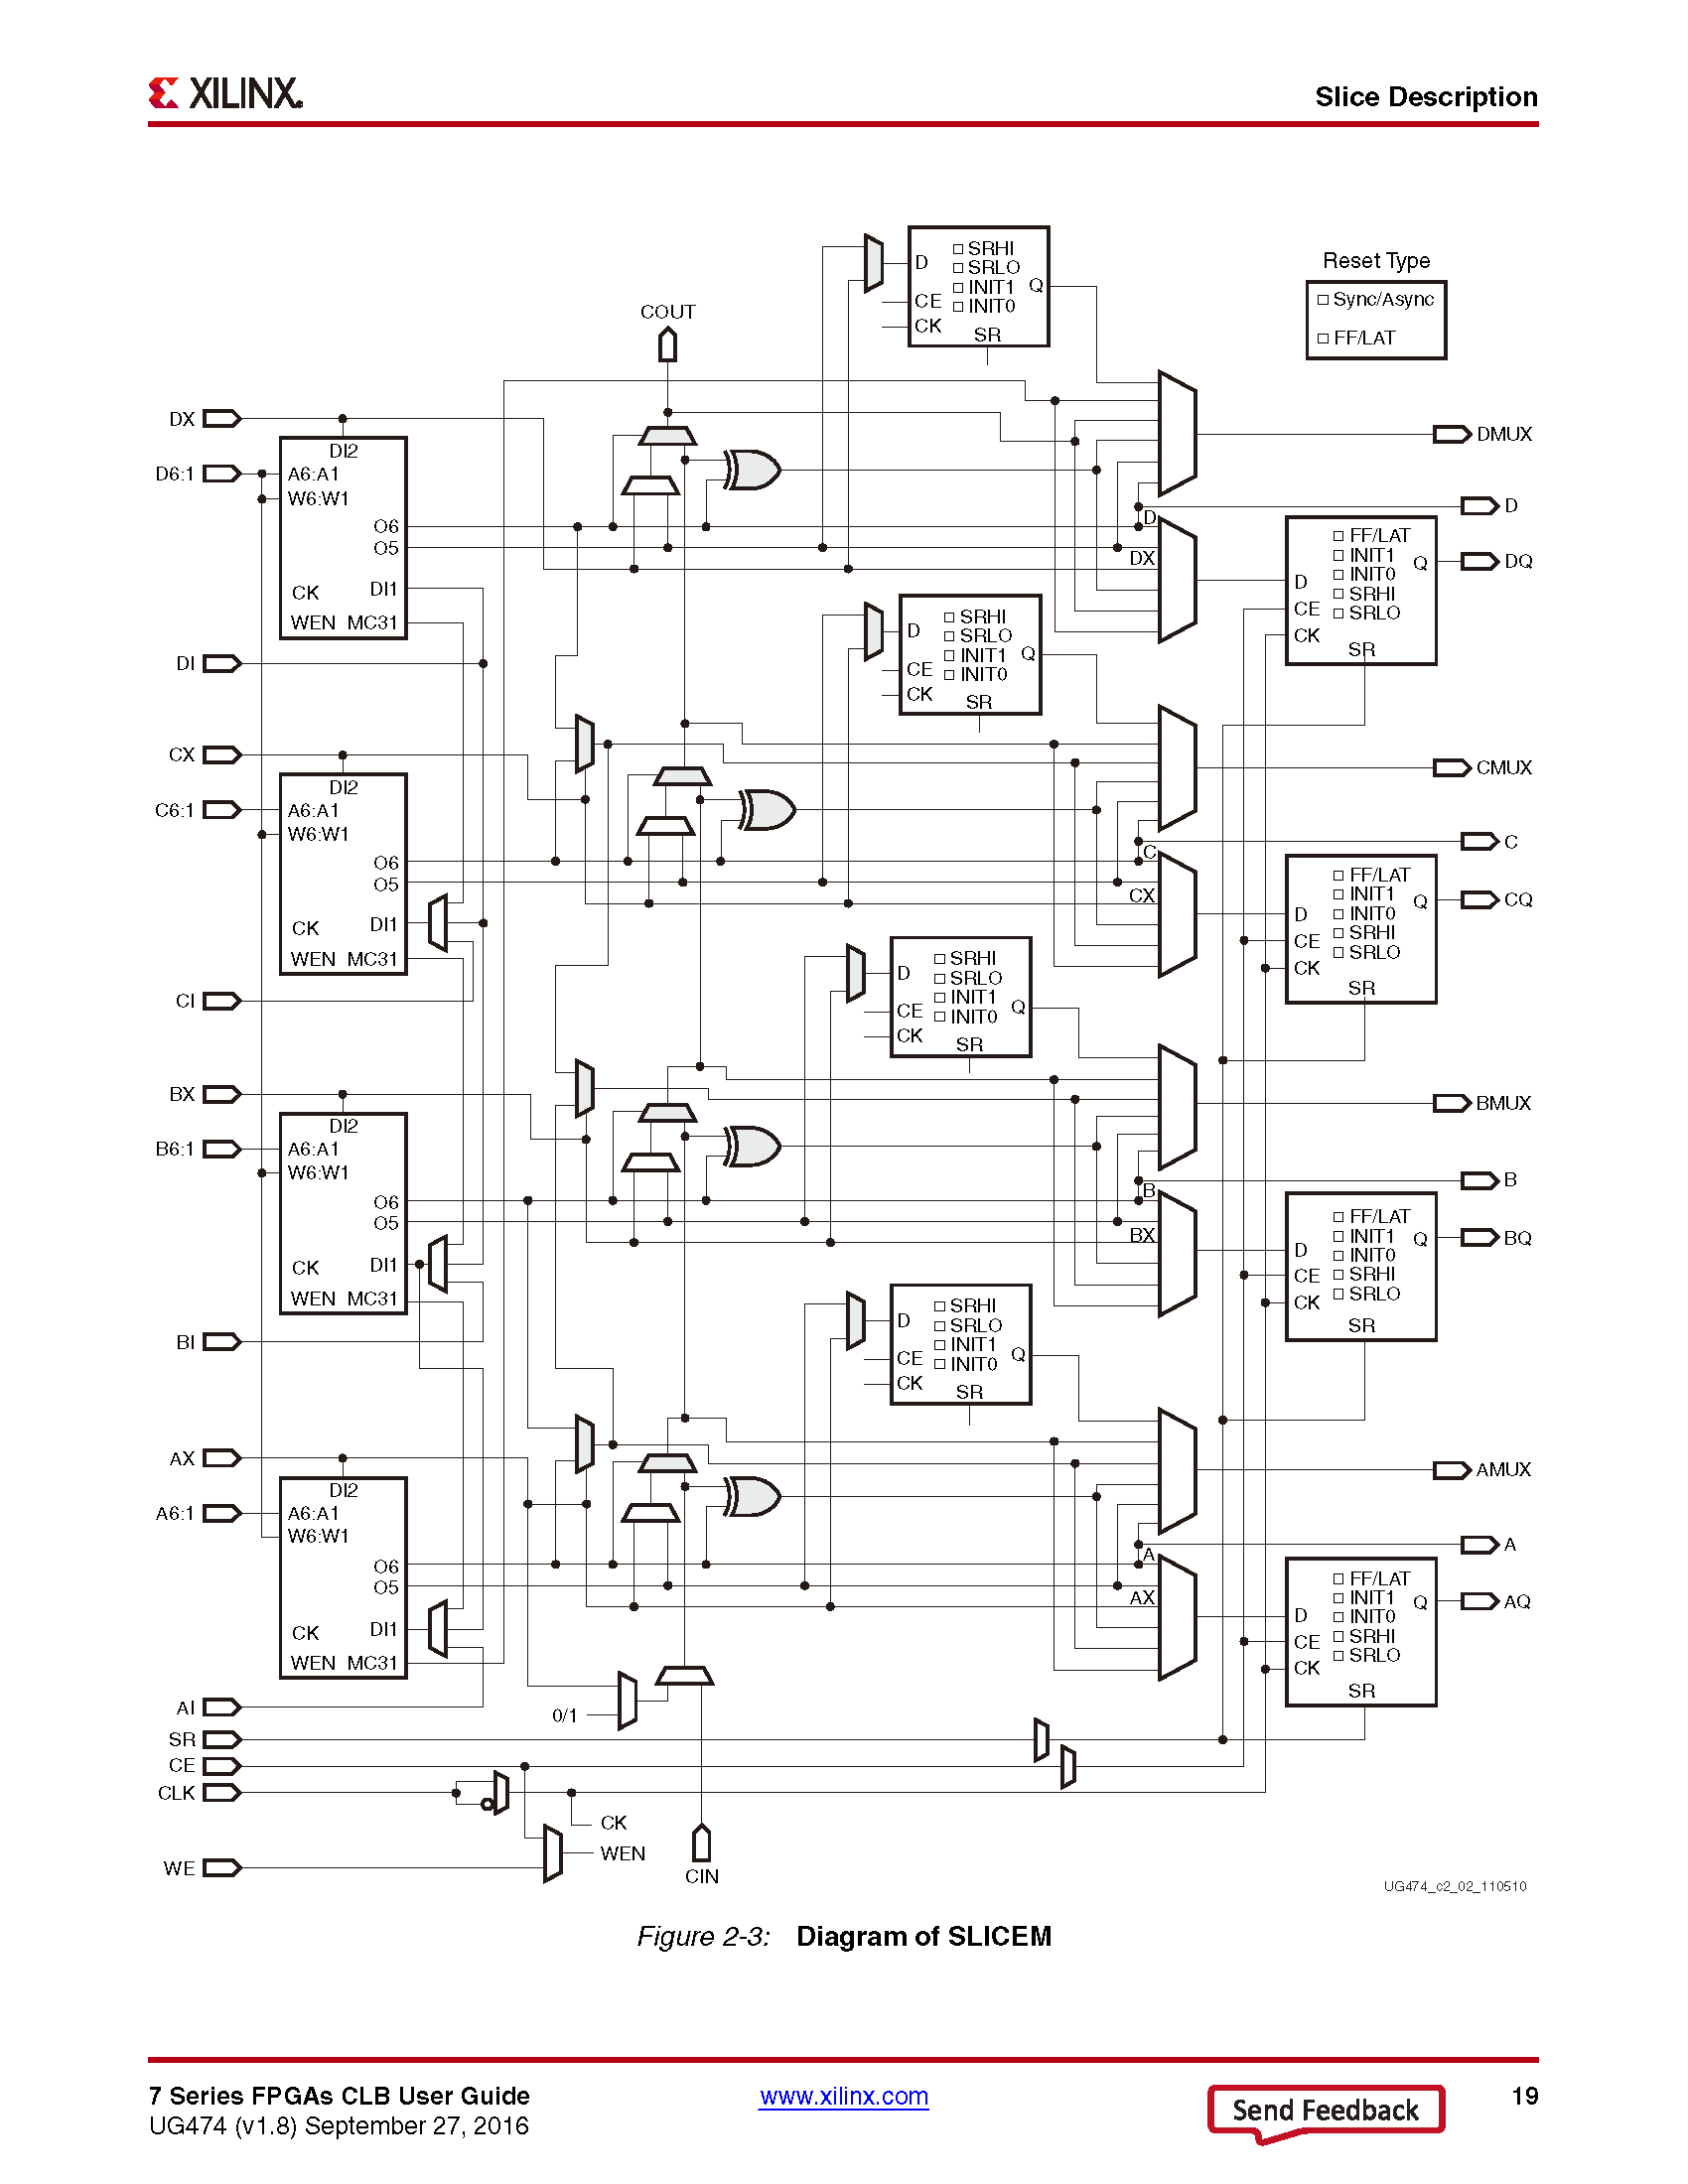 XILINX
Slice Description
Reset Type
Sync/Async
FF/LAT
COUT
D
CE
CK
SRHI
SRLO
INIT1
INIT0
Q
SR
DX
D6:1
DI2
A6:A1
W6:W1
O6
O5
CK
DI1
WEN MC31
DI
D
DX
DMUX
D
DQ
FF/LAT
INIT1
INIT0
SRHI
SRLO
D
CE
CK
Q
SR
D
CE
CK
SRHI
SRLO
INIT1
INIT0
Q
SR
CX
C6:1
DI2
A6:A1
W6:W1
O6
O5
CK
DI1
WEN MC31
CI
C
CX
CMUX
C
CQ
FF/LAT
INIT1
INIT0
SRHI
SRLO
D
CE
CK
Q
SR
D
CE
CK
SRHI
SRLO
INIT1
INIT0
Q
SR
BX
B6:1
DI2
A6:A1
W6:W1
O6
O5
CK
DI1
WEN MC31
BI
B
BX
BMUX
B
BQ
FF/LAT
INIT1
INIT0
SRHI
SRLO
D
CE
CK
Q
SR
D
CE
CK
SRHI
SRLO
INIT1
INIT0
Q
SR
AX
A6:1
DI2
A6:A1
W6:W1
O6
O5
CK
DI1
WEN MC31
AI
A
AX
AMUX
A
AQ
FF/LAT
INIT1
INIT0
SRHI
SRLO
D
CE
CK
Q
SR
0/1
SR
CE
CLK
CK
WEN
WE
CIN
UG474_c2_02_110510
Figure 2-3: Diagram of SLICEM
7 Series FPGAs CLB User Guide
UG474 (v1.8) September 27, 2016
www.xilinx.com
Send Feedback
19